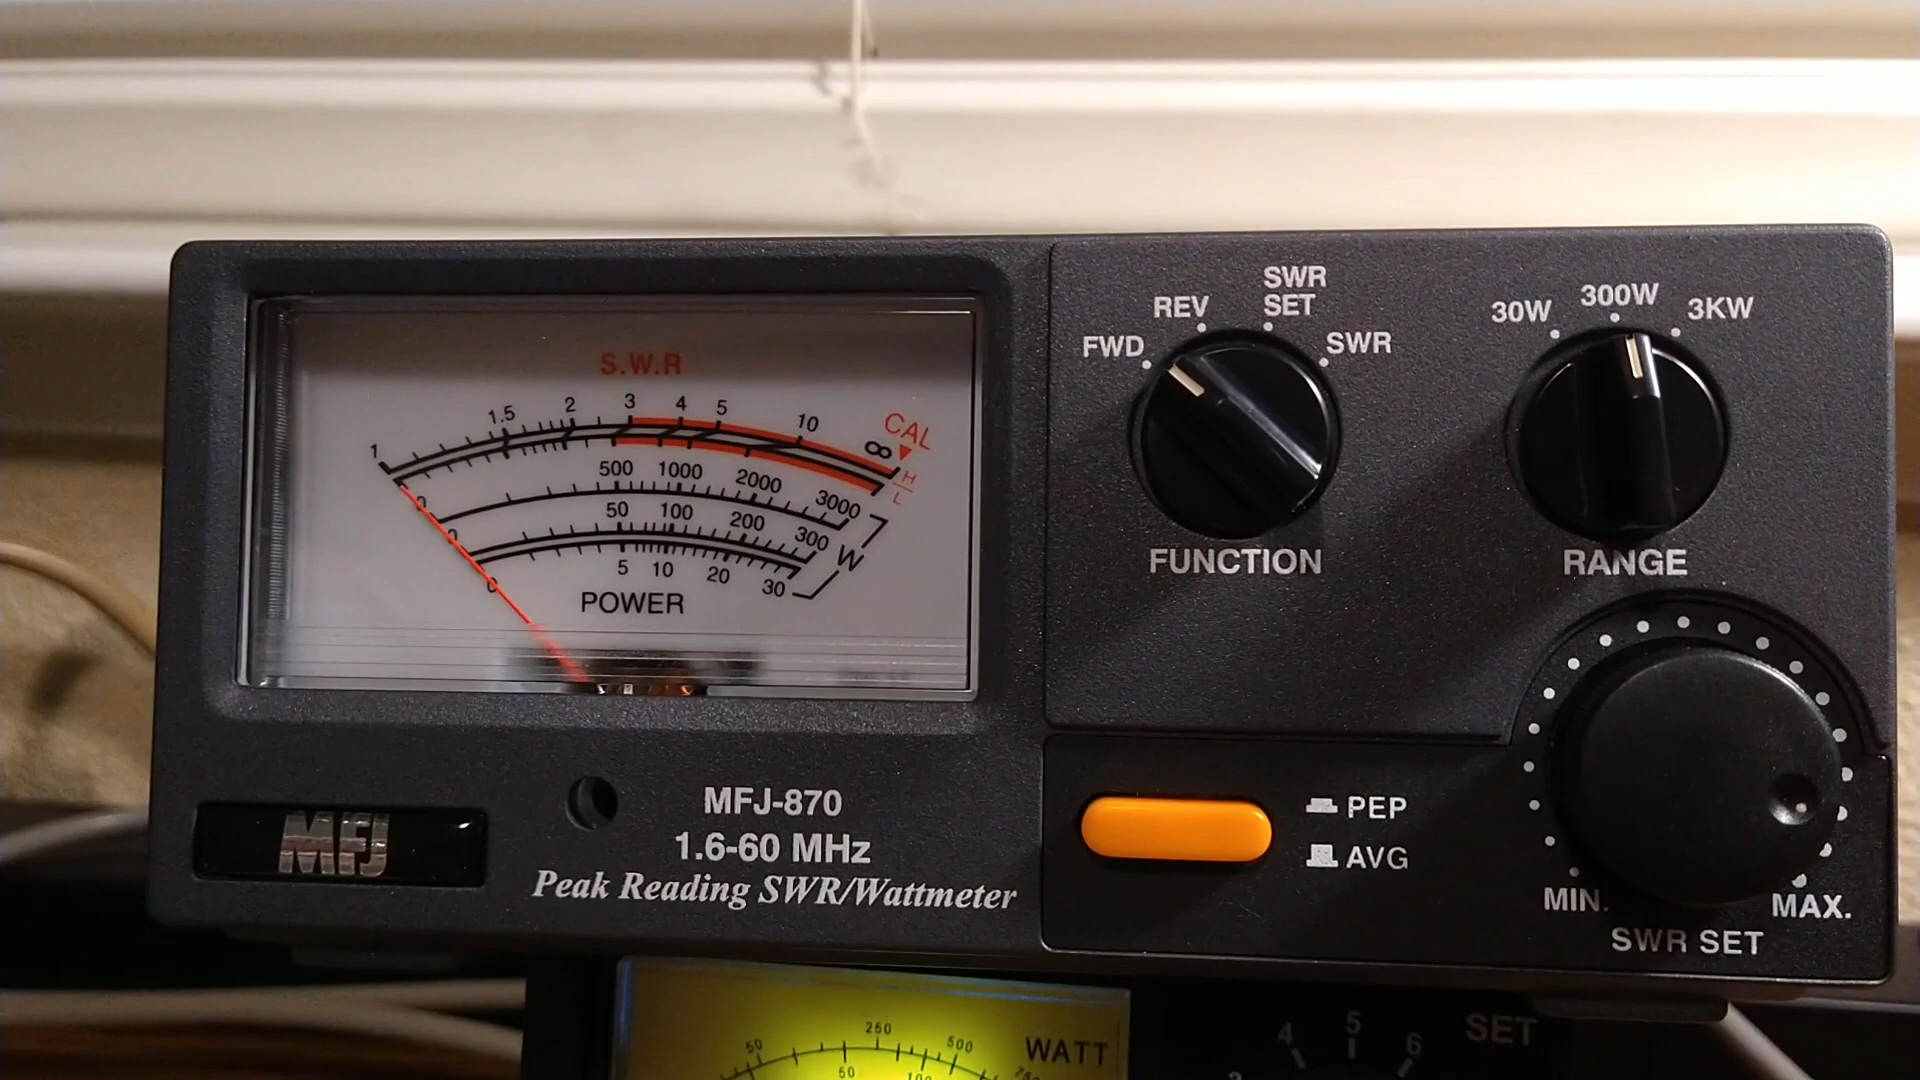 S.W.R
1 1.5 2 3 4 5 10 ∞ CAL
H
L
0 500 1000 2000 3000
0 50 100 200 300 W
0 5 10 20 30
POWER
MFJ
MFJ-870
1.6-60 MHz
Peak Reading SWR/Wattmeter
FWD REV SWR SET SWR
FUNCTION
30W 300W 3KW
RANGE
PEP
AVG
MIN. MAX.
SWR SET
50 250 500 WATT
50
4 5 6 SET